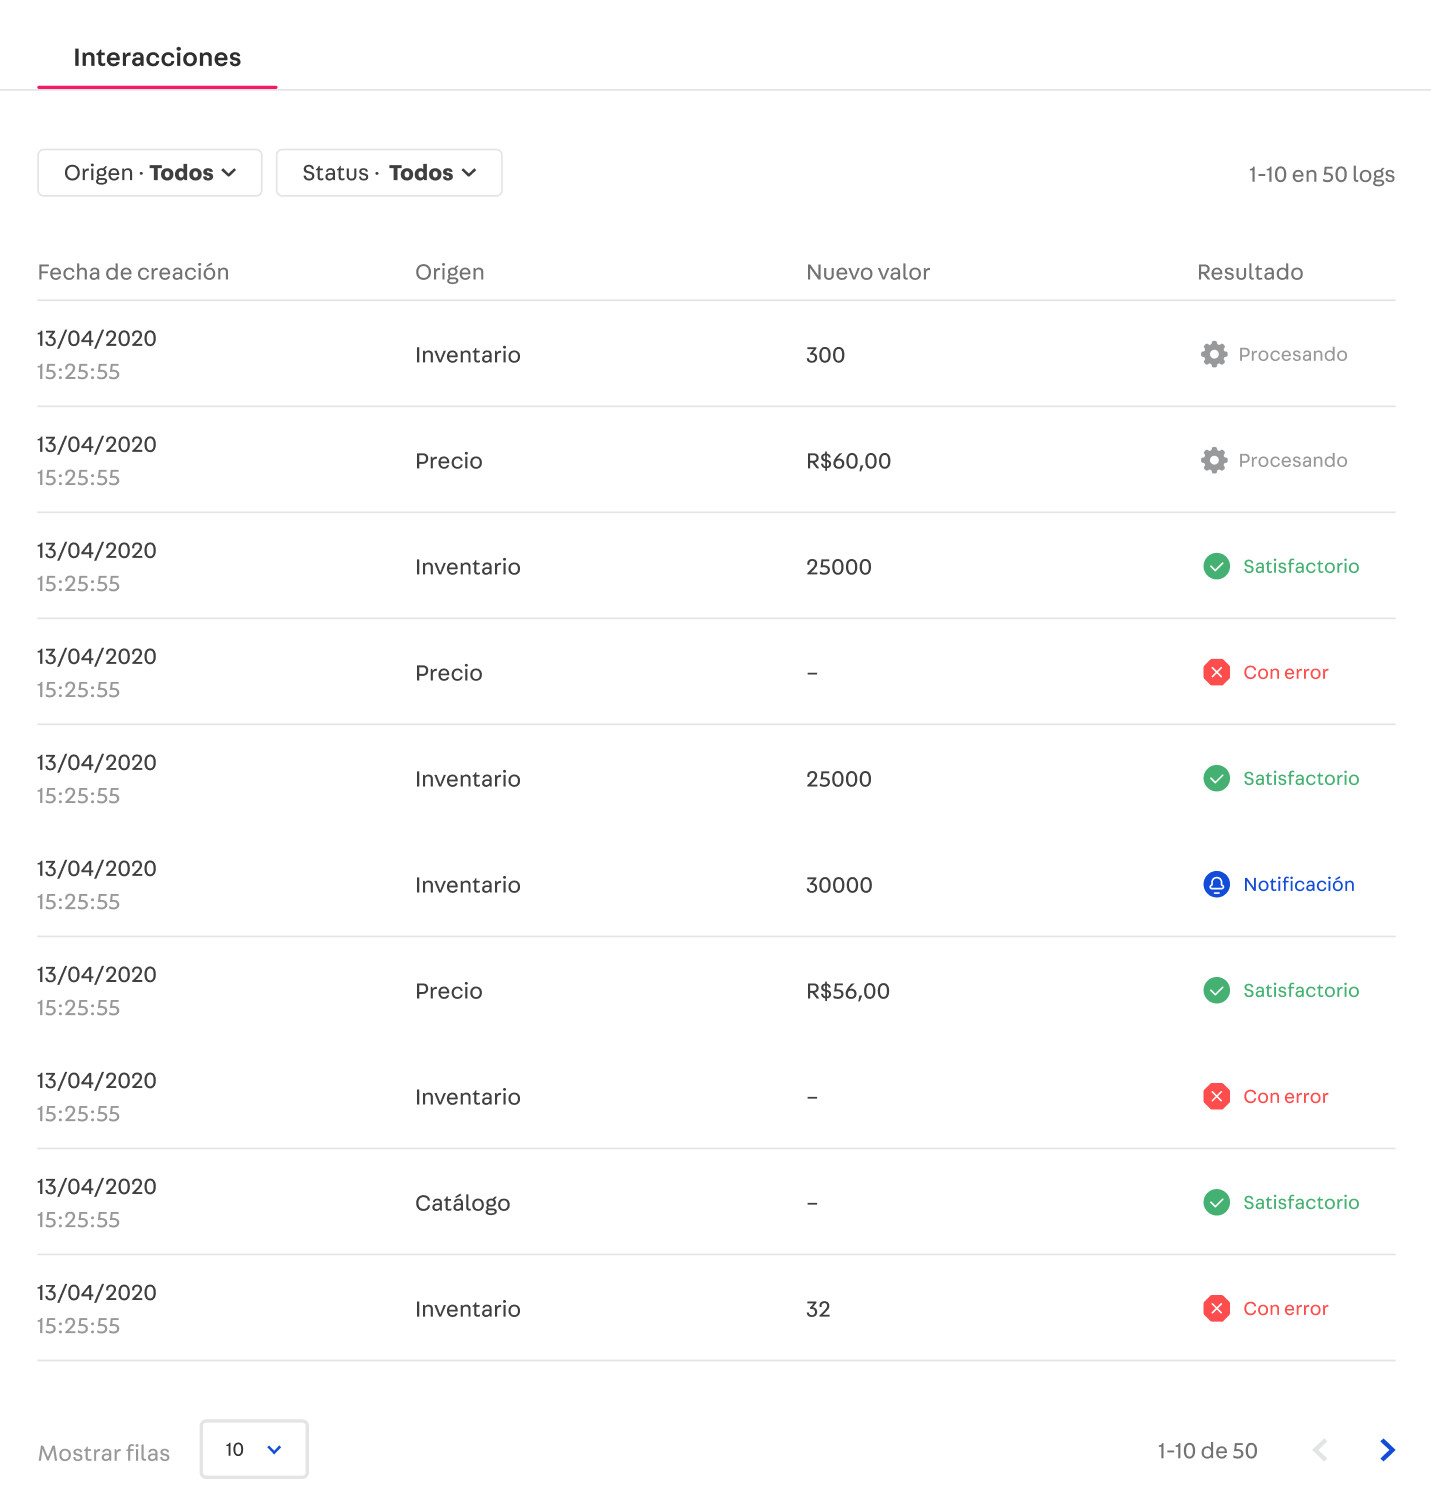 Interacciones
Origen · Todos
Status · Todos
1-10 en 50 logs
Fecha de creación Origen Nuevo valor Resultado
13/04/2020
15:25:55
Inventario 300 Procesando
13/04/2020
15:25:55
Precio R$60,00 Procesando
13/04/2020
15:25:55
Inventario 25000 Satisfactorio
13/04/2020
15:25:55
Precio – Con error
13/04/2020
15:25:55
Inventario 25000 Satisfactorio
13/04/2020
15:25:55
Inventario 30000 Notificación
13/04/2020
15:25:55
Precio R$56,00 Satisfactorio
13/04/2020
15:25:55
Inventario – Con error
13/04/2020
15:25:55
Catálogo – Satisfactorio
13/04/2020
15:25:55
Inventario 32 Con error
Mostrar filas 10 1-10 de 50